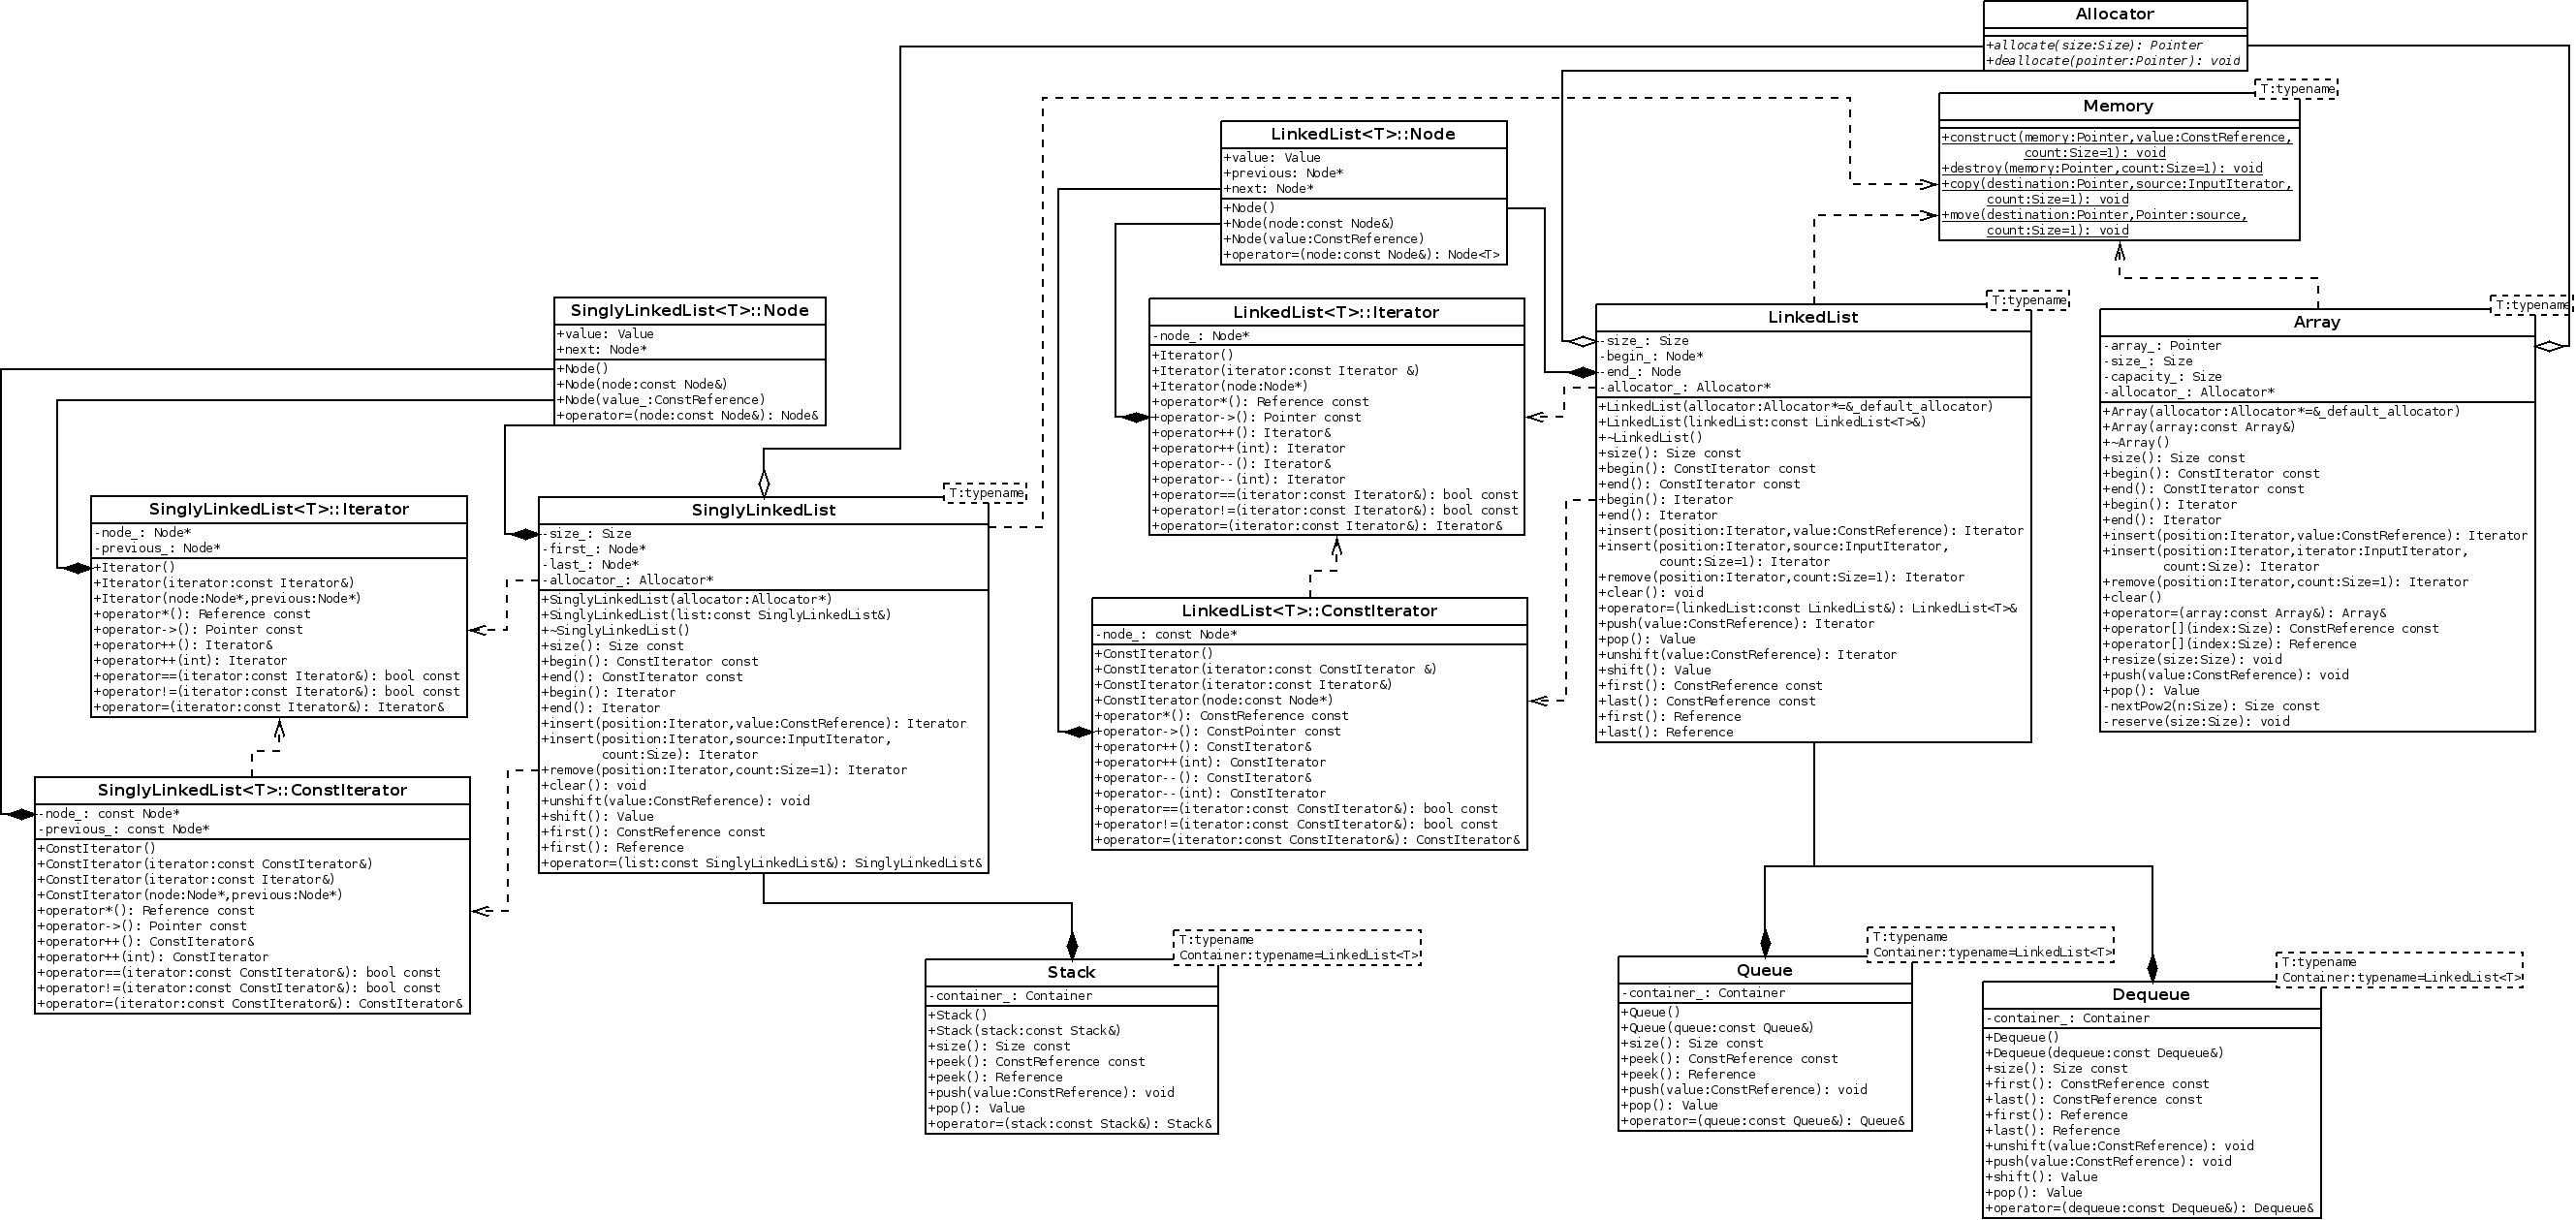 Allocator
+allocate(size:Size): Pointer
+deallocate(pointer:Pointer): void
T:typename
Memory
+construct(memory:Pointer,value:ConstReference,
count:Size=1): void
+destroy(memory:Pointer,count:Size=1): void
+copy(destination:Pointer,source:InputIterator,
count:Size=1): void
+move(destination:Pointer,Pointer:source,
count:Size=1): void
LinkedList<T>::Node
+value: Value
+previous: Node*
+next: Node*
+Node()
+Node(node:const Node&)
+Node(value:ConstReference)
+operator=(node:const Node&): Node<T>
SinglyLinkedList<T>::Node
+value: Value
+next: Node*
+Node()
+Node(node:const Node&)
+Node(value_:ConstReference)
+operator=(node:const Node&): Node&
LinkedList<T>::Iterator
-node_: Node*
+Iterator()
+Iterator(iterator:const Iterator &)
+Iterator(node:Node*)
+operator*(): Reference const
+operator->(): Pointer const
+operator++(): Iterator&
+operator++(int): Iterator
+operator--(): Iterator&
+operator--(int): Iterator
+operator==(iterator:const Iterator&): bool const
+operator!=(iterator:const Iterator&): bool const
+operator=(iterator:const Iterator&): Iterator&
T:typename
LinkedList
-size_: Size
-begin_: Node*
-end_: Node
-allocator_: Allocator*
+LinkedList(allocator:Allocator*=&_default_allocator)
+LinkedList(linkedList:const LinkedList<T>&)
+~LinkedList()
+size(): Size const
+begin(): ConstIterator const
+end(): ConstIterator const
+begin(): Iterator
+end(): Iterator
+insert(position:Iterator,value:ConstReference): Iterator
+insert(position:Iterator,source:InputIterator,
count:Size=1): Iterator
+remove(position:Iterator,count:Size=1): Iterator
+clear(): void
+operator=(linkedList:const LinkedList&): LinkedList<T>&
+push(value:ConstReference): Iterator
+pop(): Value
+unshift(value:ConstReference): Iterator
+shift(): Value
+first(): ConstReference const
+last(): ConstReference const
+first(): Reference
+last(): Reference
T:typename
Array
-array_: Pointer
-size_: Size
-capacity_: Size
-allocator_: Allocator*
+Array(allocator:Allocator*=&_default_allocator)
+Array(array:const Array&)
+~Array()
+size(): Size const
+begin(): ConstIterator const
+end(): ConstIterator const
+begin(): Iterator
+end(): Iterator
+insert(position:Iterator,value:ConstReference): Iterator
+insert(position:Iterator,iterator:InputIterator,
count:Size): Iterator
+remove(position:Iterator,count:Size=1): Iterator
+clear()
+operator=(array:const Array&): Array&
+operator[](index:Size): ConstReference const
+operator[](index:Size): Reference
+resize(size:Size): void
+push(value:ConstReference): void
+pop(): Value
-nextPow2(n:Size): Size const
-reserve(size:Size): void
SinglyLinkedList<T>::Iterator
-node_: Node*
-previous_: Node*
+Iterator()
+Iterator(iterator:const Iterator&)
+Iterator(node:Node*,previous:Node*)
+operator*(): Reference const
+operator->(): Pointer const
+operator++(): Iterator&
+operator++(int): Iterator
+operator==(iterator:const Iterator&): bool const
+operator!=(iterator:const Iterator&): bool const
+operator=(iterator:const Iterator&): Iterator&
T:typename
SinglyLinkedList
-size_: Size
-first_: Node*
-last_: Node*
-allocator_: Allocator*
+SinglyLinkedList(allocator:Allocator*)
+SinglyLinkedList(list:const SinglyLinkedList&)
+~SinglyLinkedList()
+size(): Size const
+begin(): ConstIterator const
+end(): ConstIterator const
+begin(): Iterator
+end(): Iterator
+insert(position:Iterator,value:ConstReference): Iterator
+insert(position:Iterator,source:InputIterator,
count:Size): Iterator
+remove(position:Iterator,count:Size=1): Iterator
+clear(): void
+unshift(value:ConstReference): void
+shift(): Value
+first(): ConstReference const
+first(): Reference
+operator=(list:const SinglyLinkedList&): SinglyLinkedList&
LinkedList<T>::ConstIterator
-node_: const Node*
+ConstIterator()
+ConstIterator(iterator:const ConstIterator &)
+ConstIterator(iterator:const Iterator&)
+ConstIterator(node:const Node*)
+operator*(): ConstReference const
+operator->(): ConstPointer const
+operator++(): ConstIterator&
+operator++(int): ConstIterator
+operator--(): ConstIterator&
+operator--(int): ConstIterator
+operator==(iterator:const ConstIterator&): bool const
+operator!=(iterator:const ConstIterator&): bool const
+operator=(iterator:const ConstIterator&): ConstIterator&
SinglyLinkedList<T>::ConstIterator
-node_: const Node*
-previous_: const Node*
+ConstIterator()
+ConstIterator(iterator:const ConstIterator&)
+ConstIterator(iterator:const Iterator&)
+ConstIterator(node:Node*,previous:Node*)
+operator*(): Reference const
+operator->(): Pointer const
+operator++(): ConstIterator&
+operator++(int): ConstIterator
+operator==(iterator:const ConstIterator&): bool const
+operator!=(iterator:const ConstIterator&): bool const
+operator=(iterator:const ConstIterator&): ConstIterator&
T:typename
Container:typename=LinkedList<T>
Stack
-container_: Container
+Stack()
+Stack(stack:const Stack&)
+size(): Size const
+peek(): ConstReference const
+peek(): Reference
+push(value:ConstReference): void
+pop(): Value
+operator=(stack:const Stack&): Stack&
T:typename
Container:typename=LinkedList<T>
Queue
-container_: Container
+Queue()
+Queue(queue:const Queue&)
+size(): Size const
+peek(): ConstReference const
+peek(): Reference
+push(value:ConstReference): void
+pop(): Value
+operator=(queue:const Queue&): Queue&
T:typename
Container:typename=LinkedList<T>
Dequeue
-container_: Container
+Dequeue()
+Dequeue(dequeue:const Dequeue&)
+size(): Size const
+first(): ConstReference const
+last(): ConstReference const
+first(): Reference
+last(): Reference
+unshift(value:ConstReference): void
+push(value:ConstReference): void
+shift(): Value
+pop(): Value
+operator=(dequeue:const Dequeue&): Dequeue&